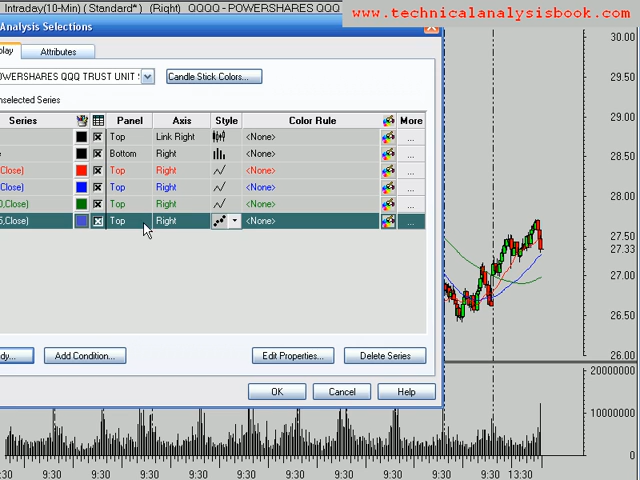 Intraday(10-Min) ( Standard* ) (Right) QQQQ - POWERSHARES QQQ
www.technicalanalysisbook.com
Analysis Selections
play Attributes
OWERSHARES QQQ TRUST UNIT Candle Stick Colors...
nselected Series
Series Panel Axis Style Color Rule More
Top Link Right <None> ...
e Bottom Right <None> ...
,Close) Top Right <None> ...
,Close) Top Right <None> ...
0,Close) Top Right <None> ...
5,Close) Top Right <None> ...
dy... Add Condition... Edit Properties... Delete Series
OK Cancel Help
30.00
29.50
29.00
28.50
28.00
27.50
27.33
27.00
26.50
26.00
20000000
10000000
0
:30 9:30 9:30 9:30 9:30 9:30 9:30 9:30 9:30 9:30 13:30